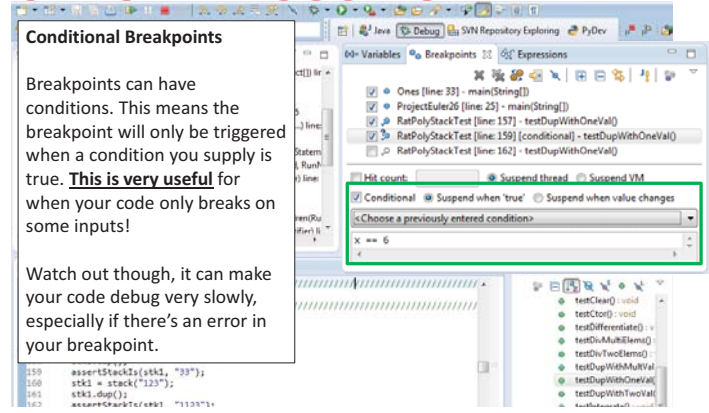 Java Debug SVN Repository Exploring PyDev
Conditional Breakpoints
Breakpoints can have
conditions. This means the
breakpoint will only be triggered
when a condition you supply is
true. This is very useful for
when your code only breaks on
some inputs!
Watch out though, it can make
your code debug very slowly,
especially if there's an error in
your breakpoint.
(x)= Variables Breakpoints Expressions
Ones [line: 33] - main(String[])
ProjectEuler26 [line: 25] - main(String[])
RatPolyStackTest [line: 157] - testDupWithOneVal()
RatPolyStackTest [line: 159] [conditional] - testDupWithOneVal()
RatPolyStackTest [line: 162] - testDupWithOneVal()
Hit count: Suspend thread Suspend VM
Conditional Suspend when 'true' Suspend when value changes
<Choose a previously entered condition>
x == 6
159 assertStackIs(stk1, "33");
160 stk1 = stack("123");
161 stk1.dup();
162 assertStackIs(stk1, "1123");
testClear() : void
testCtor() : void
testDifferentiate() : v
testDivMultiElems() :
testDivTwoElems() :
testDupWithMultVal
testDupWithOneVal(
testDupWithTwoVal(